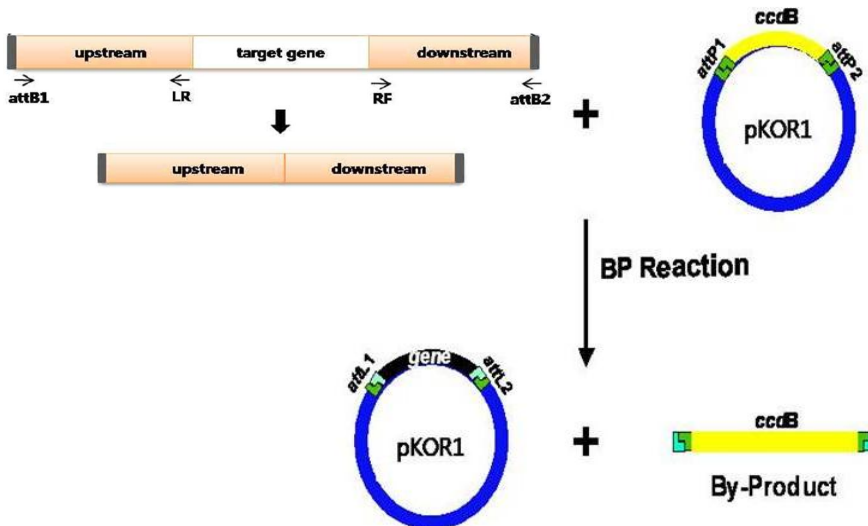 upstream target gene downstream
attB1 LR RF attB2
upstream downstream
+
ccdB
attP1 attP2
pKOR1
BP Reaction
gene
attL1 attL2
pKOR1
+
ccdB
By-Product